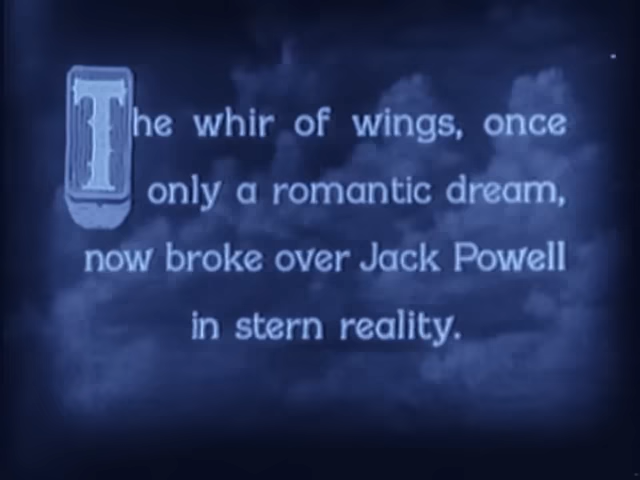 The whir of wings, once
only a romantic dream,
now broke over Jack Powell
in stern reality.